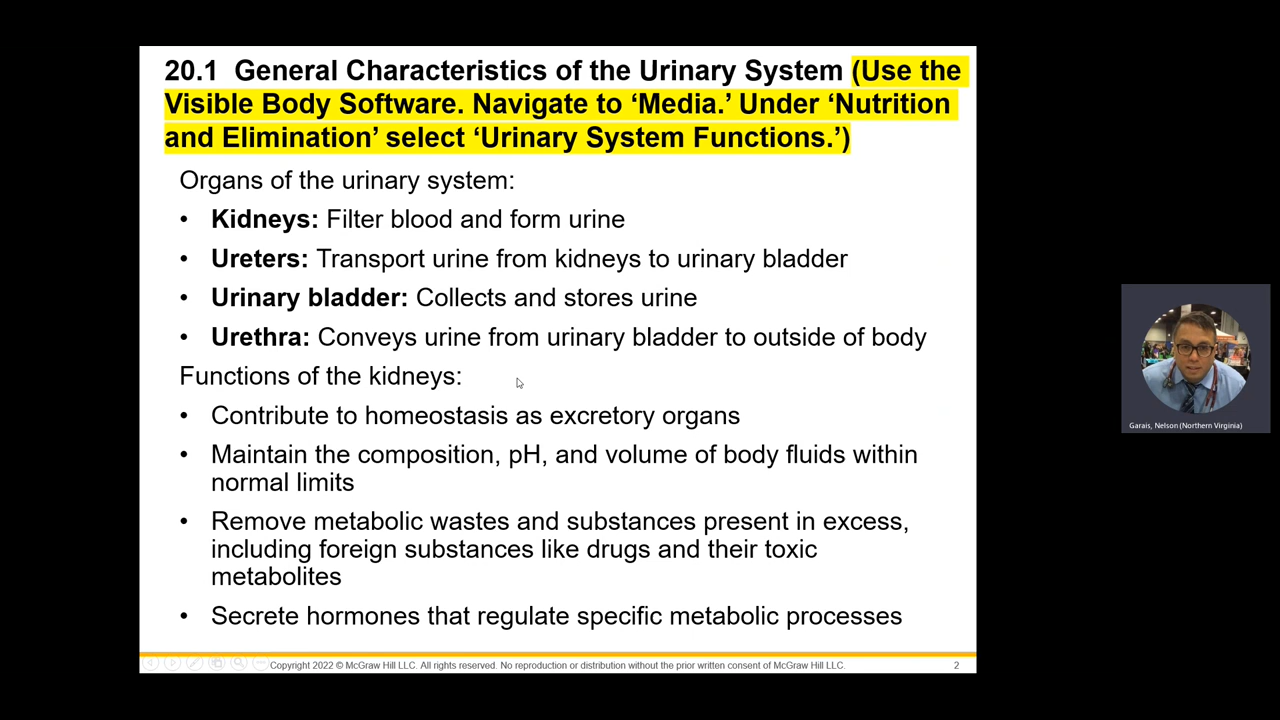 20.1 General Characteristics of the Urinary System (Use the
Visible Body Software. Navigate to ‘Media.’ Under ‘Nutrition
and Elimination’ select ‘Urinary System Functions.’)
Organs of the urinary system:
• Kidneys: Filter blood and form urine
• Ureters: Transport urine from kidneys to urinary bladder
• Urinary bladder: Collects and stores urine
• Urethra: Conveys urine from urinary bladder to outside of body
Functions of the kidneys:
• Contribute to homeostasis as excretory organs
• Maintain the composition, pH, and volume of body fluids within
normal limits
• Remove metabolic wastes and substances present in excess,
including foreign substances like drugs and their toxic
metabolites
• Secrete hormones that regulate specific metabolic processes
Copyright 2022 © McGraw Hill LLC. All rights reserved. No reproduction or distribution without the prior written consent of McGraw Hill LLC.
2
Garais, Nelson (Northern Virginia)